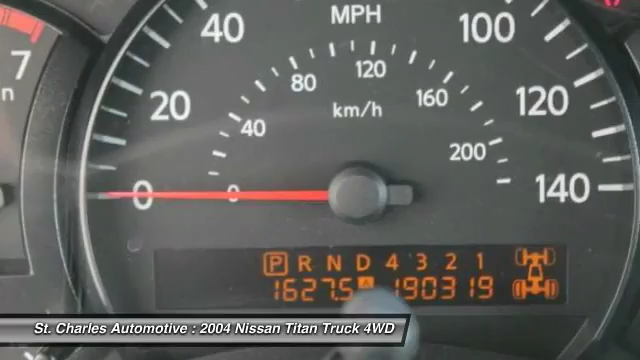 MPH
40 100
7 80 120
n 20 km/h 160 120
40 200
0 0 140
P R N D 4 3 2 1
1627.5 A 190319
St. Charles Automotive : 2004 Nissan Titan Truck 4WD